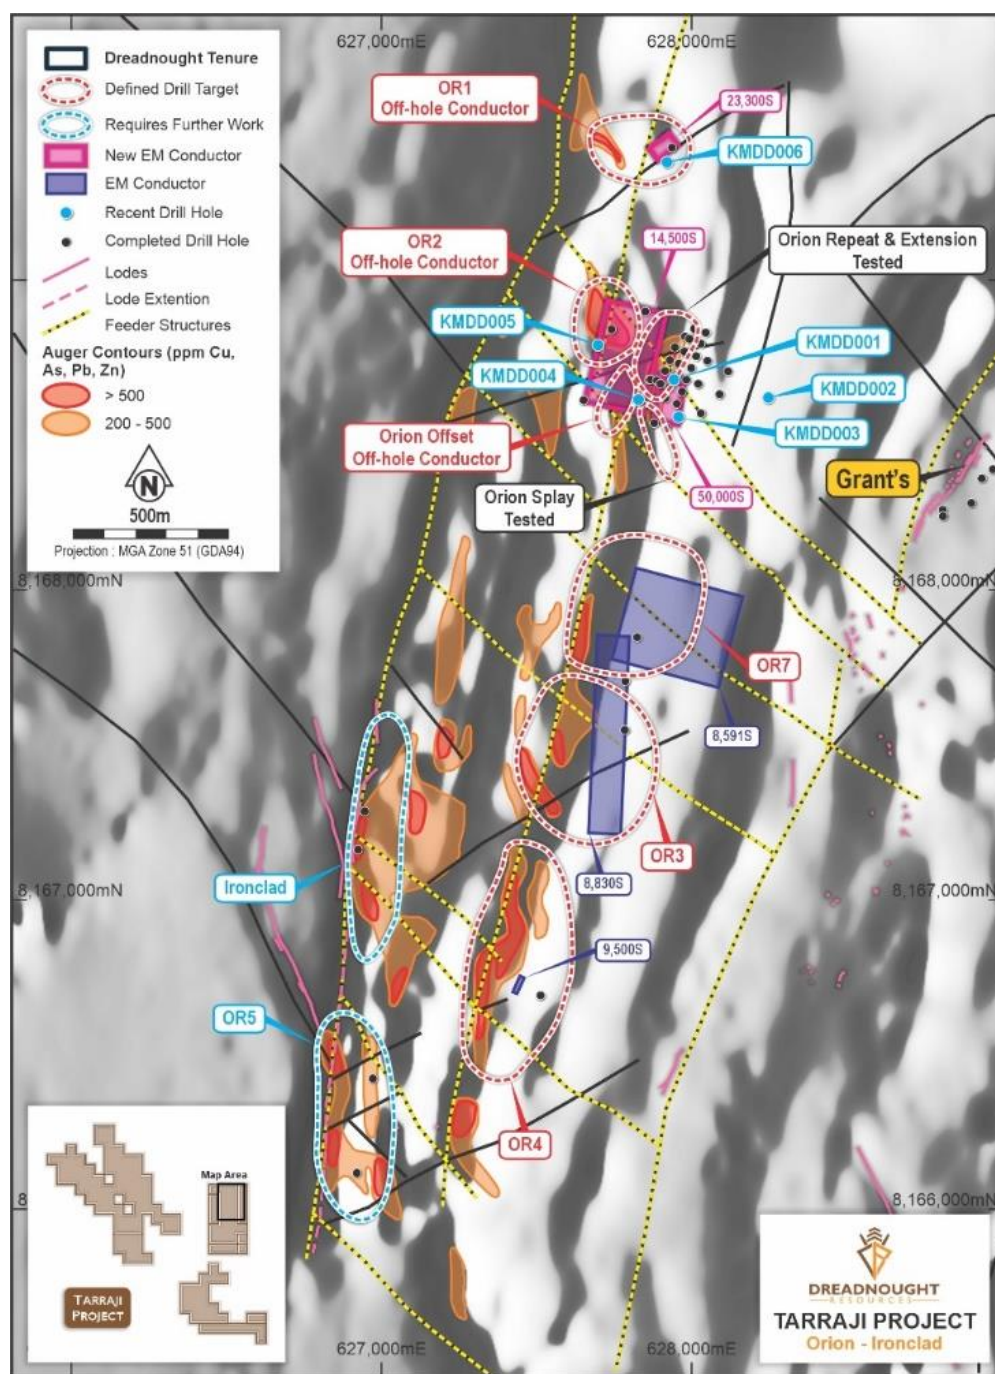 627,000mE
628,000mE
Dreadnought Tenure
Defined Drill Target
Requires Further Work
New EM Conductor
EM Conductor
Recent Drill Hole
Completed Drill Hole
Lodes
Lode Extention
Feeder Structures
Auger Contours (ppm Cu,
As, Pb, Zn)
> 500
200 - 500
N
500m
Projection : MGA Zone 51 (GDA94)
OR1
Off-hole Conductor
23,300S
KMDD006
OR2
Off-hole Conductor
14,500S
Orion Repeat & Extension
Tested
KMDD005
KMDD001
KMDD004
KMDD002
KMDD003
Orion Offset
Off-hole Conductor
Grant's
Orion Splay
Tested
50,000S
8,168,000mN
8,168,000mN
OR7
8,591S
OR3
Ironclad
8,830S
8,167,000mN
8,167,000mN
9,500S
OR5
OR4
Map Area
8,166,000mN
TARRAJI
PROJECT
DREADNOUGHT
RESOURCES
TARRAJI PROJECT
Orion - Ironclad
627,000mE
628,000mE